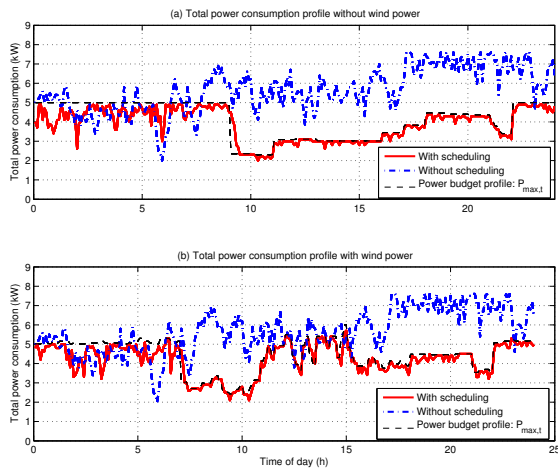 (a) Total power consumption profile without wind power
Total power consumption (kW)
9
8
7
6
5
4
3
2
1
0
0 5 10 15 20
With scheduling
Without scheduling
Power budget profile: P_max,t
(b) Total power consumption profile with wind power
Total power consumption (kW)
9
8
7
6
5
4
3
2
1
0
0 5 10 15 20 25
With scheduling
Without scheduling
Power budget profile: P_max,t
Time of day (h)